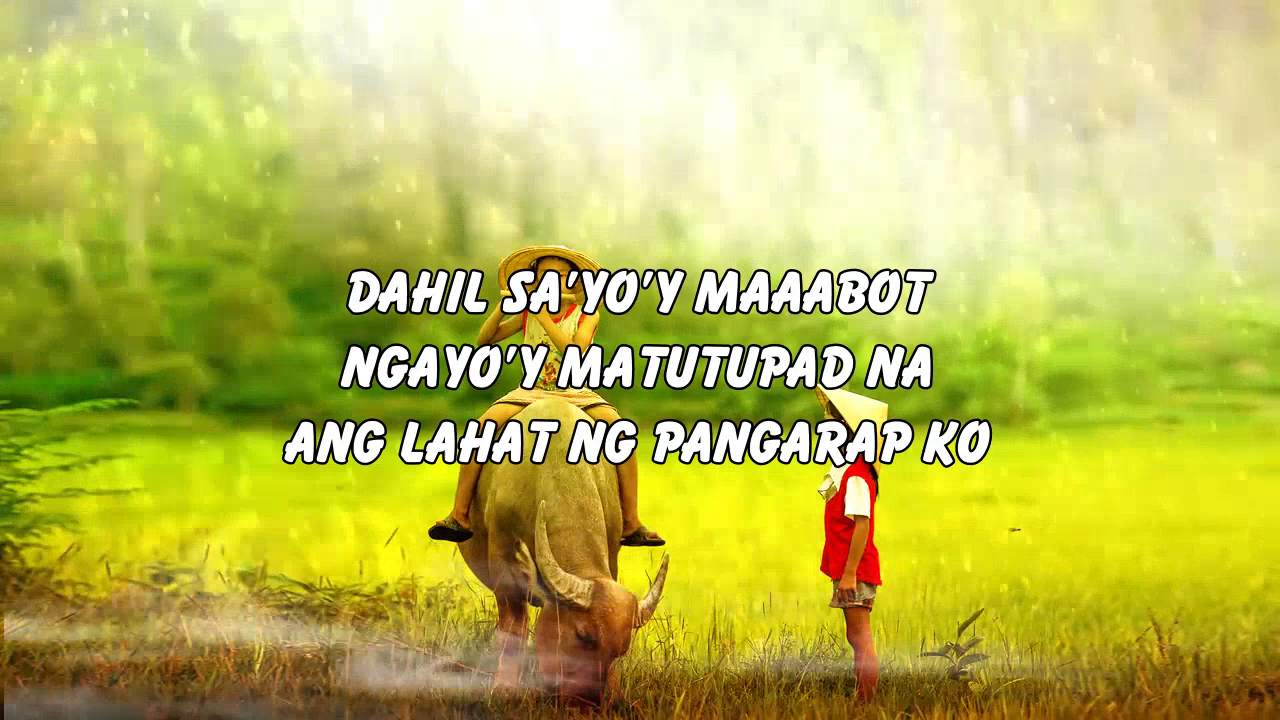 DAHIL SA'YO'Y MAAABOT
NGAYO'Y MATUTUPAD NA
ANG LAHAT NG PANGARAP KO